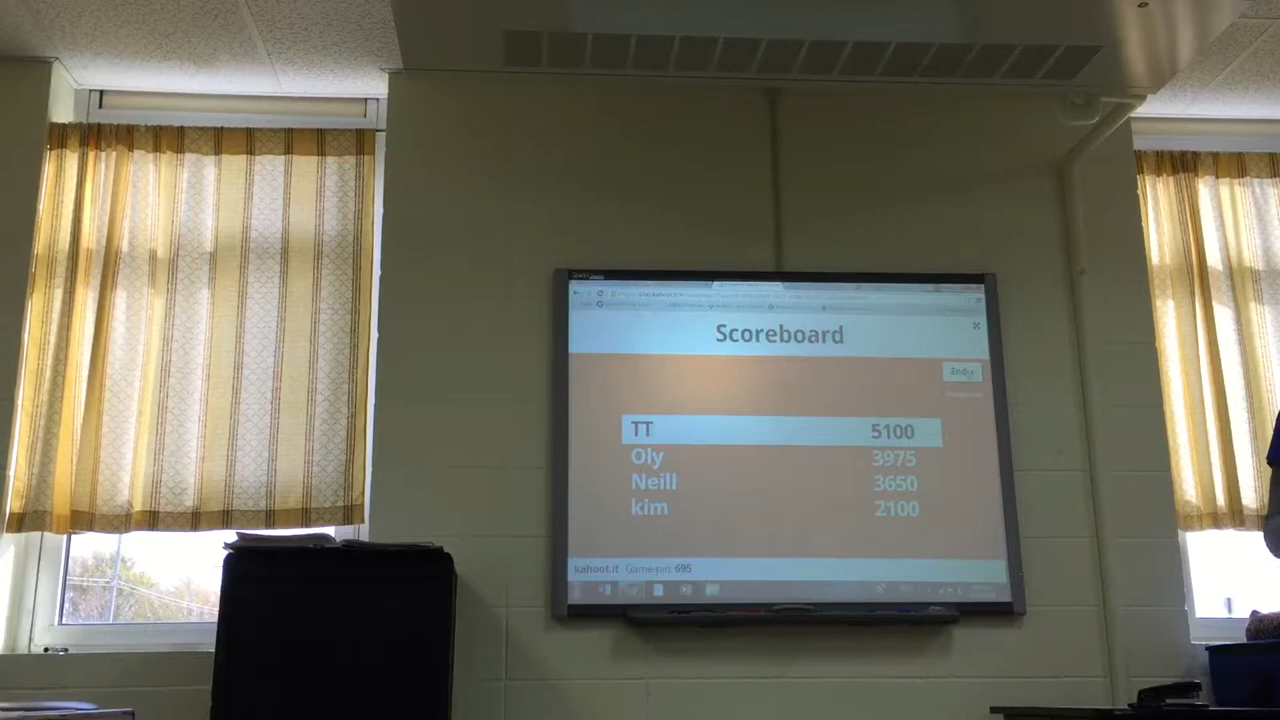 Scoreboard
End
TT 5100
Oly 3975
Neill 3650
kim 2100
kahoot.it Game-pin: 695